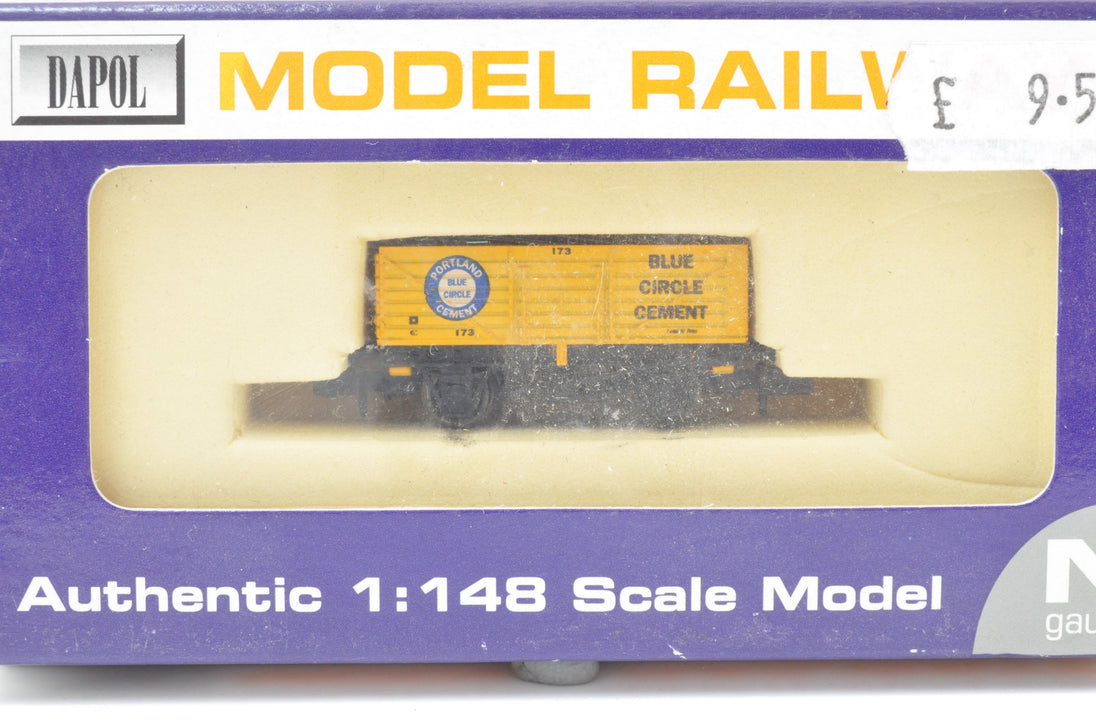 DAPOL
MODEL RAILW
£ 9.5
173
PORTLAND
BLUE
CIRCLE
CEMENT
BLUE
CIRCLE
CEMENT
173
Authentic 1:148 Scale Model
N
gau